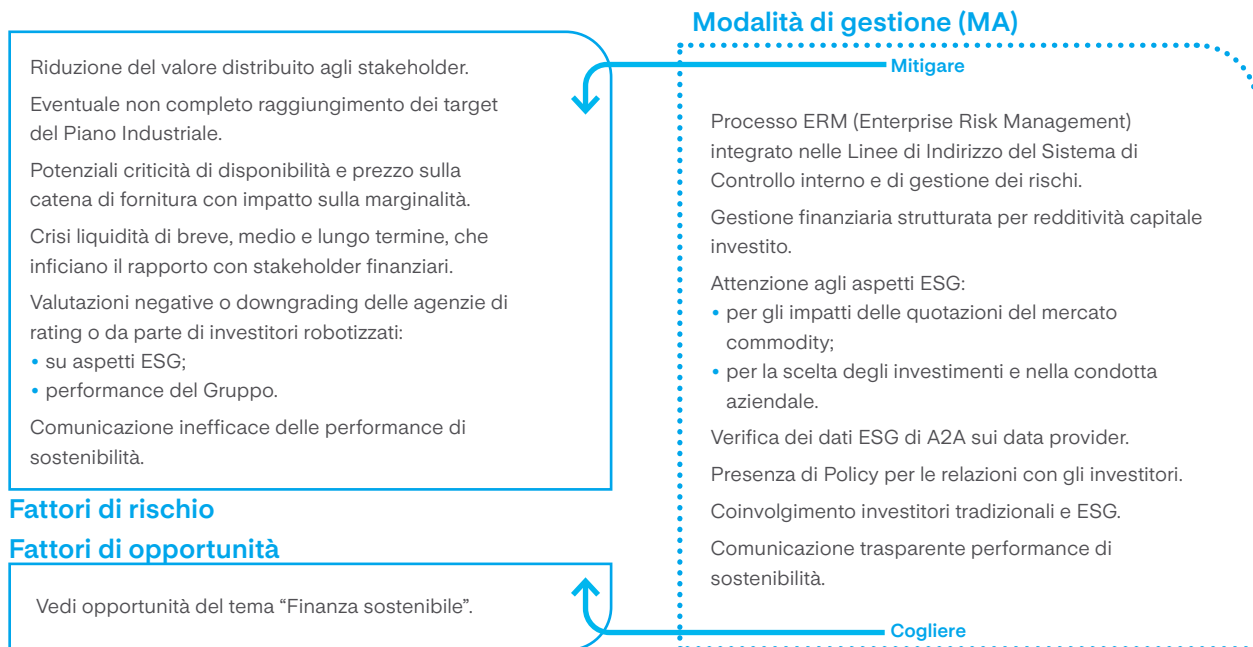 Riduzione del valore distribuito agli stakeholder.
Eventuale non completo raggiungimento dei target
del Piano Industriale.
Potenziali criticità di disponibilità e prezzo sulla
catena di fornitura con impatto sulla marginalità.
Crisi liquidità di breve, medio e lungo termine, che
inficiano il rapporto con stakeholder finanziari.
Valutazioni negative o downgrading delle agenzie di
rating o da parte di investitori robotizzati:
• su aspetti ESG;
• performance del Gruppo.
Comunicazione inefficace delle performance di
sostenibilità.
Fattori di rischio
Fattori di opportunità
Vedi opportunità del tema “Finanza sostenibile”.
Modalità di gestione (MA)
Mitigare
Processo ERM (Enterprise Risk Management)
integrato nelle Linee di Indirizzo del Sistema di
Controllo interno e di gestione dei rischi.
Gestione finanziaria strutturata per redditività capitale
investito.
Attenzione agli aspetti ESG:
• per gli impatti delle quotazioni del mercato
commodity;
• per la scelta degli investimenti e nella condotta
aziendale.
Verifica dei dati ESG di A2A sui data provider.
Presenza di Policy per le relazioni con gli investitori.
Coinvolgimento investitori tradizionali e ESG.
Comunicazione trasparente performance di
sostenibilità.
Cogliere